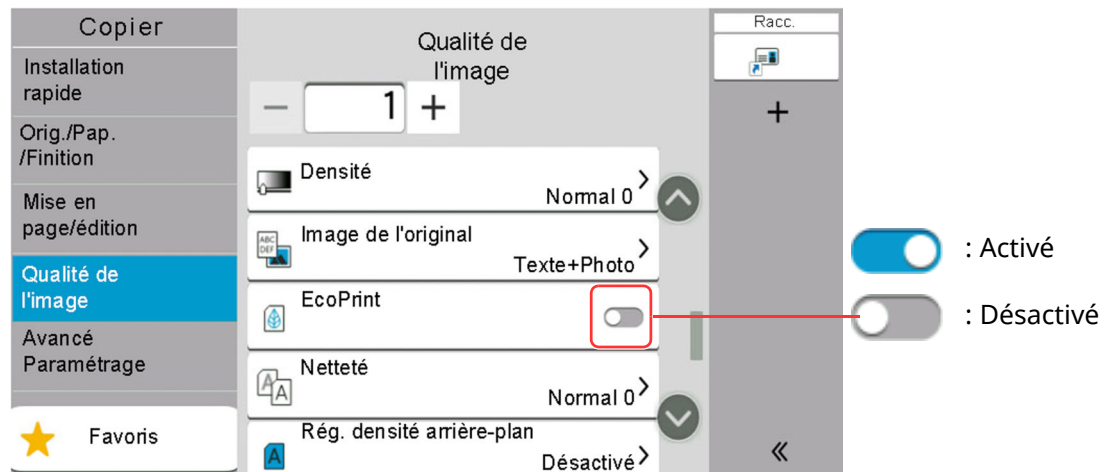 Copier
Installation
rapide
Orig./Pap.
/Finition
Mise en
page/édition
Qualité de
l'image
Avancé
Paramétrage
Favoris
Qualité de
l'image
1
Densité
Normal 0
Image de l'original
Texte+Photo
EcoPrint
Netteté
Normal 0
Rég. densité arrière-plan
Désactivé
Racc.
: Activé
: Désactivé
ABC
DEF
A
A
A